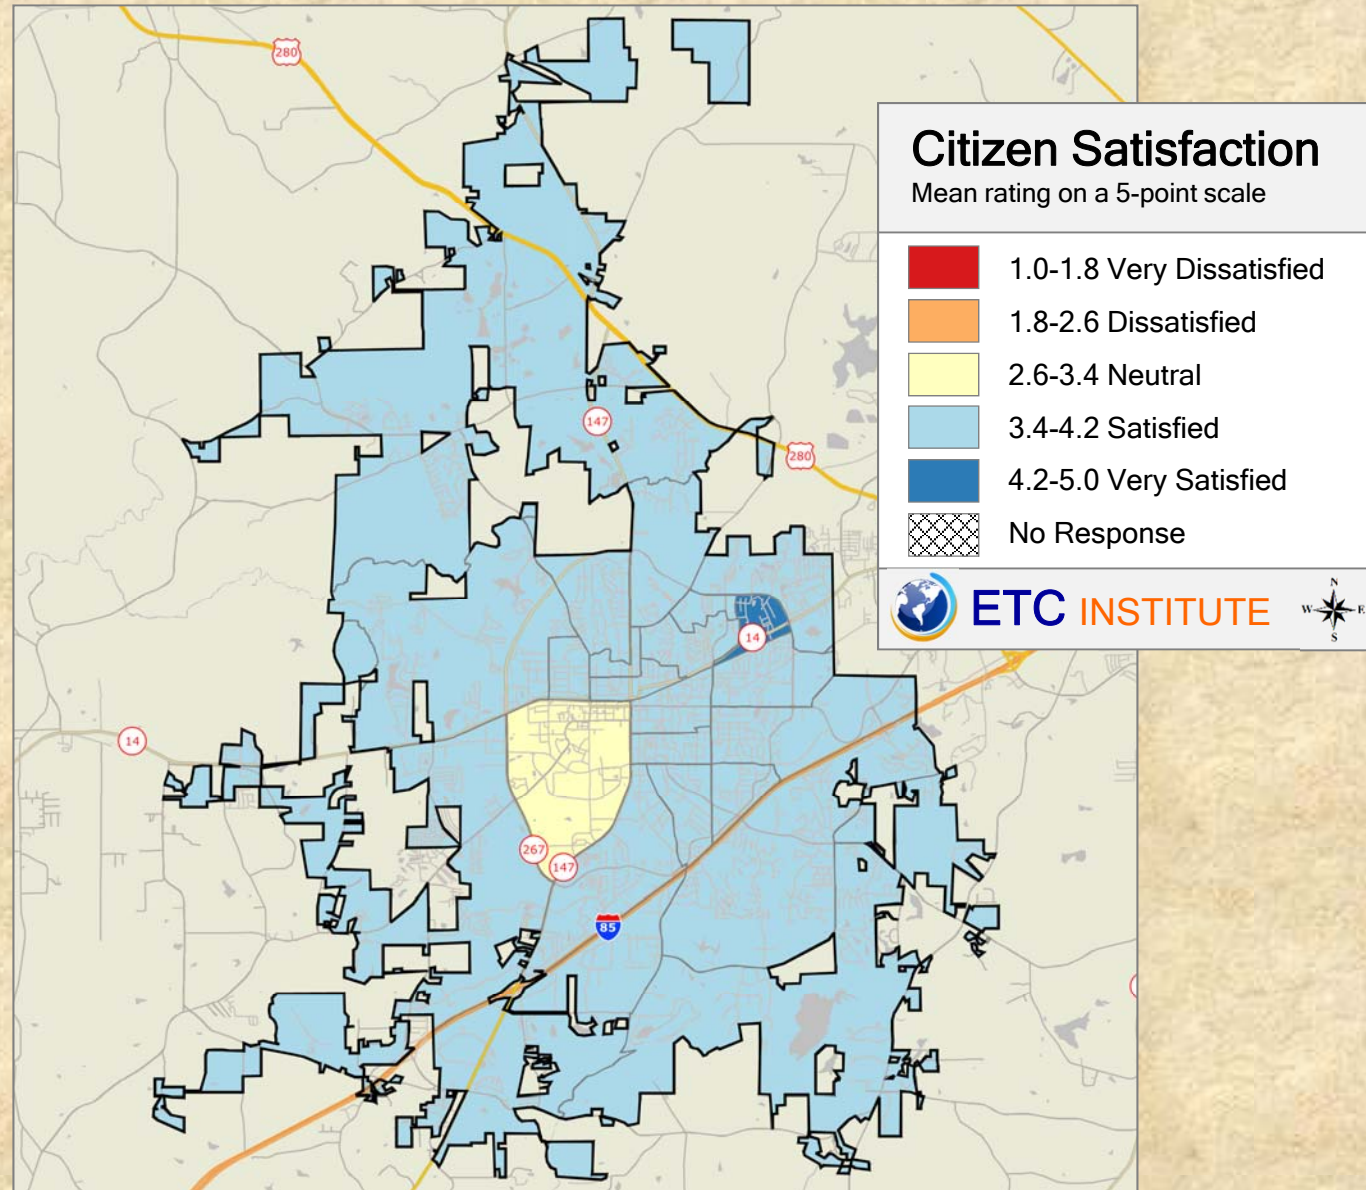 280
Citizen Satisfaction
Mean rating on a 5-point scale
1.0-1.8 Very Dissatisfied
1.8-2.6 Dissatisfied
2.6-3.4 Neutral
3.4-4.2 Satisfied
4.2-5.0 Very Satisfied
No Response
ETC INSTITUTE
N
W E
S
147
280
14
14
267
147
85